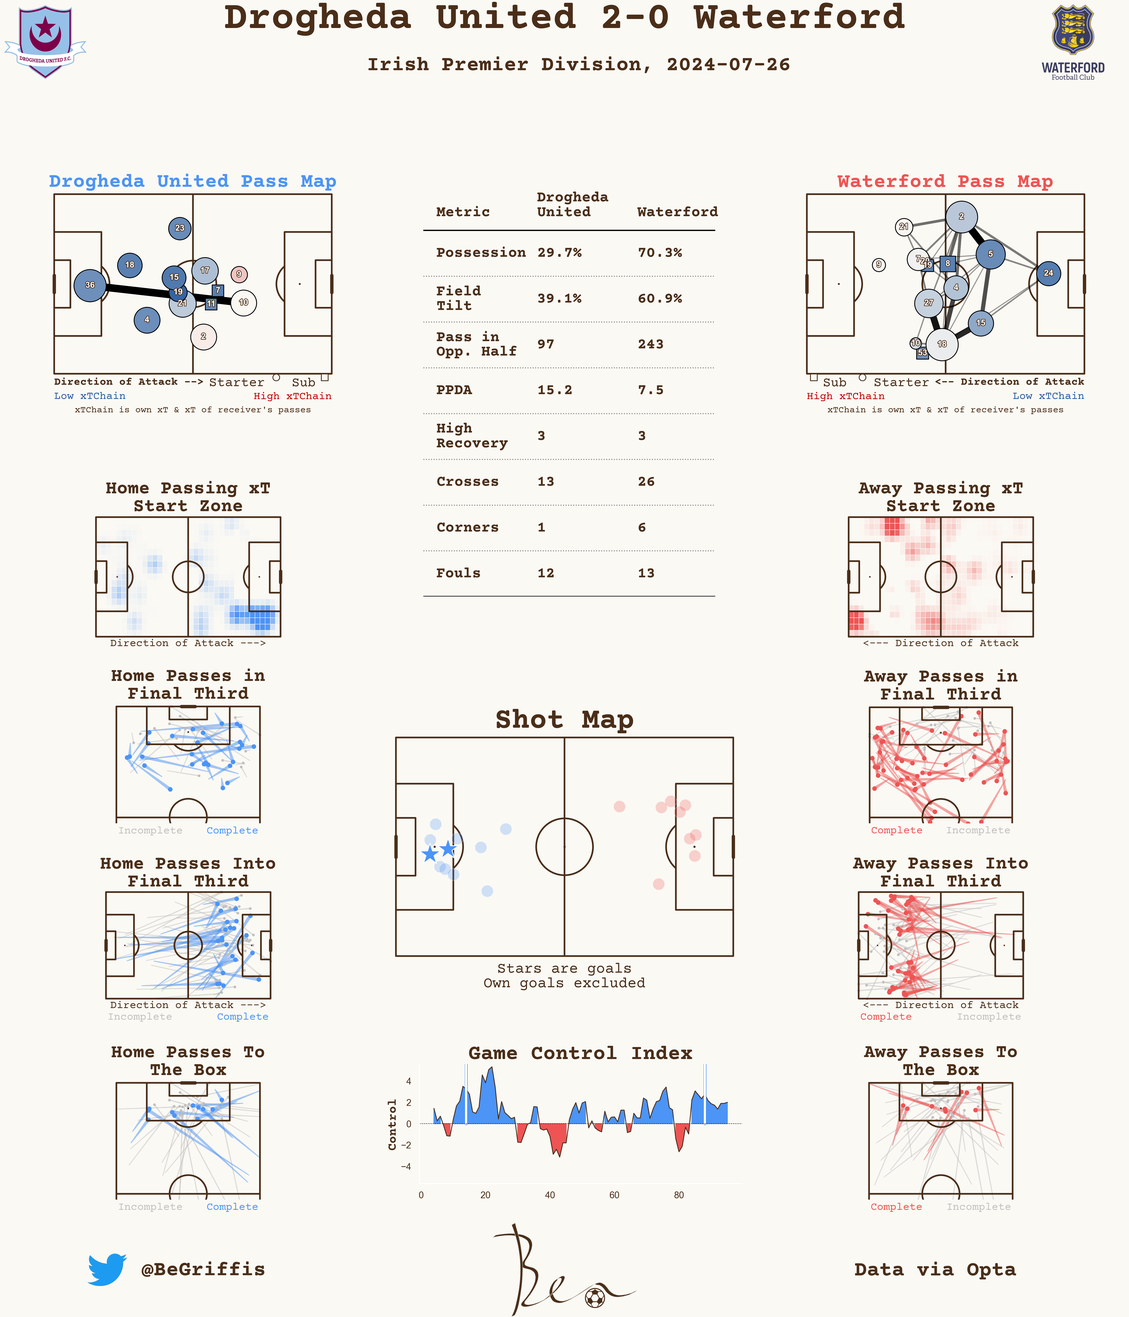 Drogheda United 2-0 Waterford
Irish Premier Division, 2024-07-26
DROGHEDA UNITED F.C.
WATERFORD
Football Club
Drogheda United Pass Map
23
18
36
15
17
9
19
7
21
11
10
4
2
Direction of Attack --> Starter Sub
Low xTChain High xTChain
xTChain is own xT & xT of receiver's passes
Metric Drogheda United Waterford
Possession 29.7% 70.3%
Field Tilt 39.1% 60.9%
Pass in Opp. Half 97 243
PPDA 15.2 7.5
High Recovery 3 3
Crosses 13 26
Corners 1 6
Fouls 12 13
Waterford Pass Map
21
2
9
7
8
5
24
4
27
15
18
Sub Starter <-- Direction of Attack
High xTChain Low xTChain
xTChain is own xT & xT of receiver's passes
Home Passing xT
Start Zone
Direction of Attack --->
Away Passing xT
Start Zone
<--- Direction of Attack
Home Passes in
Final Third
Incomplete Complete
Away Passes in
Final Third
Complete Incomplete
Shot Map
Stars are goals
Own goals excluded
Home Passes Into
Final Third
Direction of Attack --->
Incomplete Complete
Away Passes Into
Final Third
<--- Direction of Attack
Complete Incomplete
Home Passes To
The Box
Incomplete Complete
Game Control Index
Control
4
2
0
−2
−4
0 20 40 60 80
Away Passes To
The Box
Complete Incomplete
@BeGriffis
Ben
Data via Opta